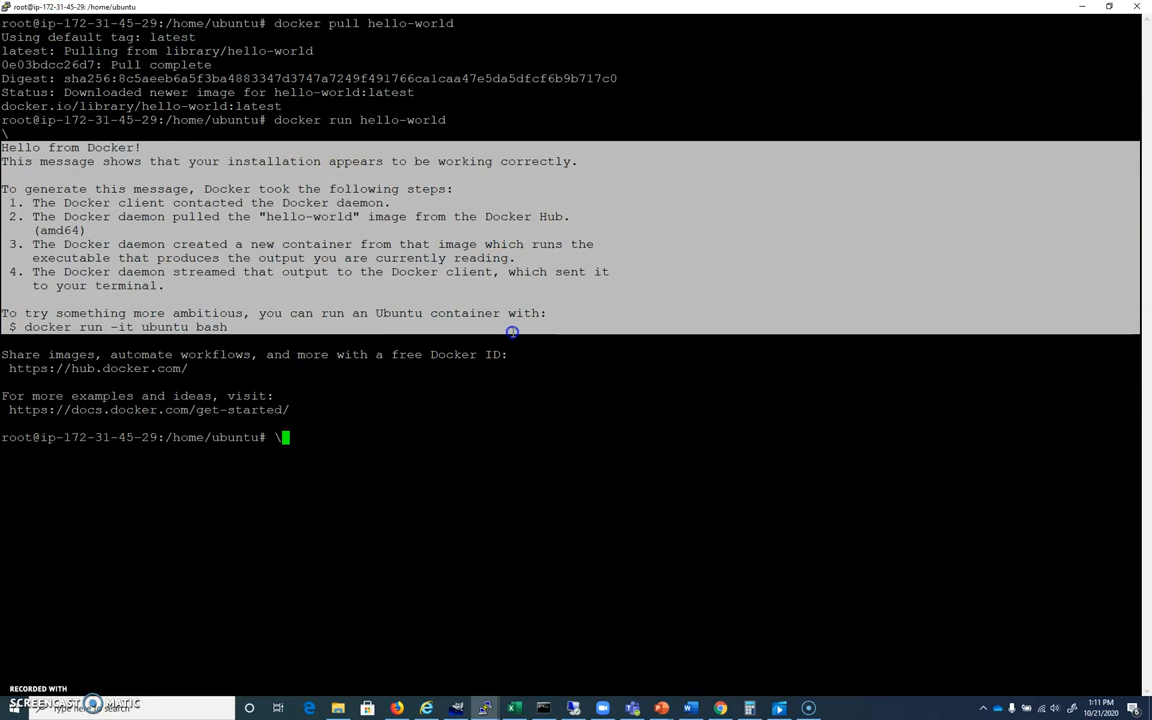 root@ip-172-31-45-29: /home/ubuntu
root@ip-172-31-45-29:/home/ubuntu# docker pull hello-world
Using default tag: latest
latest: Pulling from library/hello-world
0e03bdcc26d7: Pull complete
Digest: sha256:8c5aeeb6a5f3ba4883347d3747a7249f491766ca1caa47e5da5dfcf6b9b717c0
Status: Downloaded newer image for hello-world:latest
docker.io/library/hello-world:latest
root@ip-172-31-45-29:/home/ubuntu# docker run hello-world
\
Hello from Docker!
This message shows that your installation appears to be working correctly.
To generate this message, Docker took the following steps:
1. The Docker client contacted the Docker daemon.
2. The Docker daemon pulled the "hello-world" image from the Docker Hub.
(amd64)
3. The Docker daemon created a new container from that image which runs the
executable that produces the output you are currently reading.
4. The Docker daemon streamed that output to the Docker client, which sent it
to your terminal.
To try something more ambitious, you can run an Ubuntu container with:
$ docker run -it ubuntu bash
Share images, automate workflows, and more with a free Docker ID:
https://hub.docker.com/
For more examples and ideas, visit:
https://docs.docker.com/get-started/
root@ip-172-31-45-29:/home/ubuntu# \
RECORDED WITH
SCREENCAST MATIC
Type here to search
1:11 PM
10/21/2020